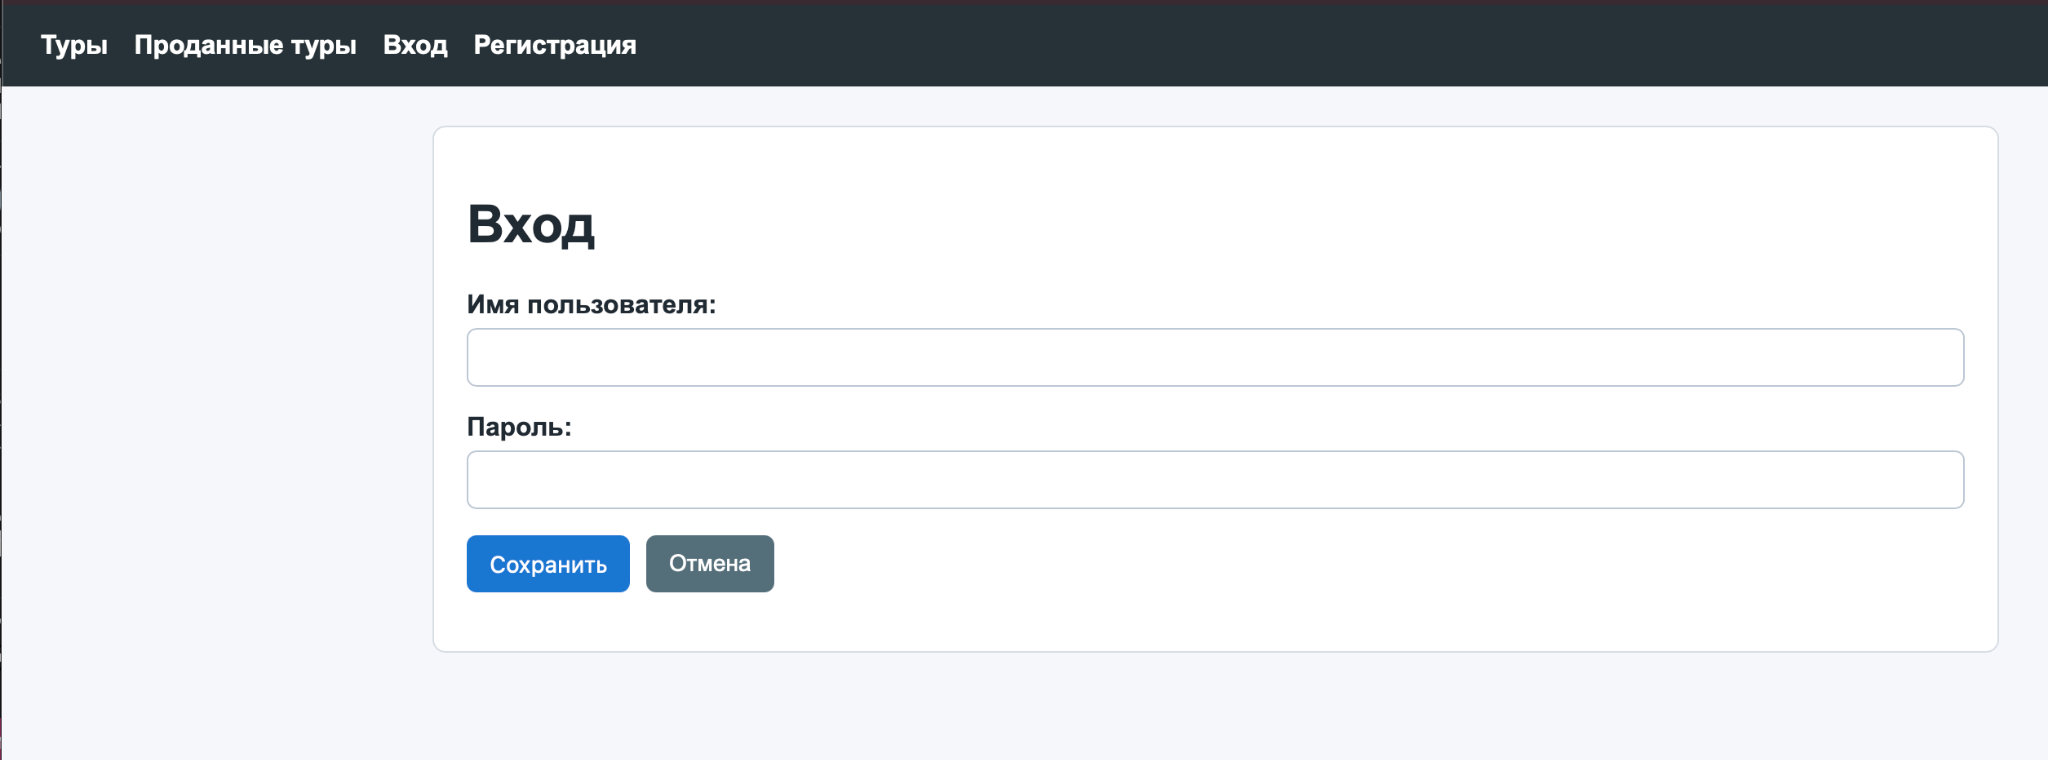 Туры Проданные туры Вход Регистрация
Вход
Имя пользователя:
Пароль:
Сохранить Отмена